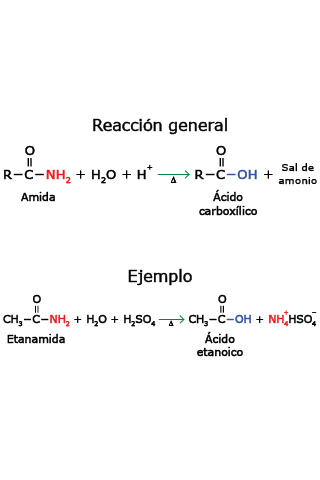 Reacción general
O
R—C—NH₂ + H₂O + H⁺ → R—C—OH + Sal de amonio
O
Δ
Amida
Ácido
carboxílico
Ejemplo
O
O
CH₃—C—NH₂ + H₂O + H₂SO₄ → CH₃—C—OH + NH₄⁺HSO₄⁻
Δ
Etanamida
Ácido
etanoico